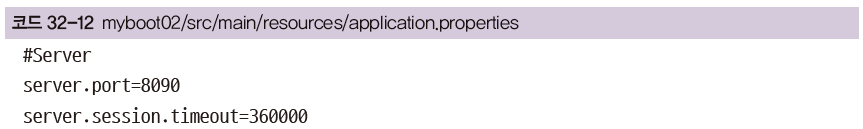 코드 32-12 myboot02/src/main/resources/application.properties
#Server
server.port=8090
server.session.timeout=360000